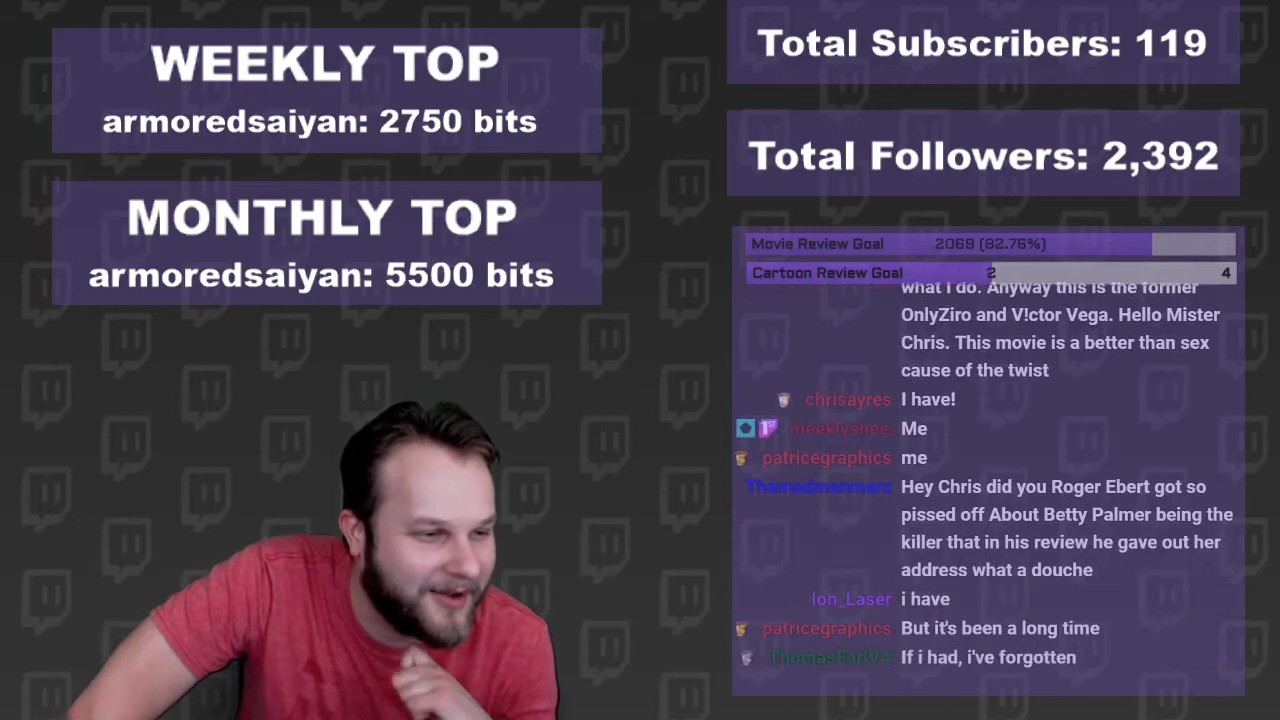 WEEKLY TOP
armoredsaiyan: 2750 bits
MONTHLY TOP
armoredsaiyan: 5500 bits
Total Subscribers: 119
Total Followers: 2,392
Movie Review Goal 2069 (82.76%)
Cartoon Review Goal 2 4
what I do. Anyway this is the former
OnlyZiro and V!ctor Vega. Hello Mister
Chris. This movie is a better than sex
cause of the twist
chrisayres I have!
meeklyshee Me
patricegraphics me
Themadmanmarx Hey Chris did you Roger Ebert got so
pissed off About Betty Palmer being the
killer that in his review he gave out her
address what a douche
Ion_Laser i have
patricegraphics But it's been a long time
ThomasEarlVA If i had, i've forgotten